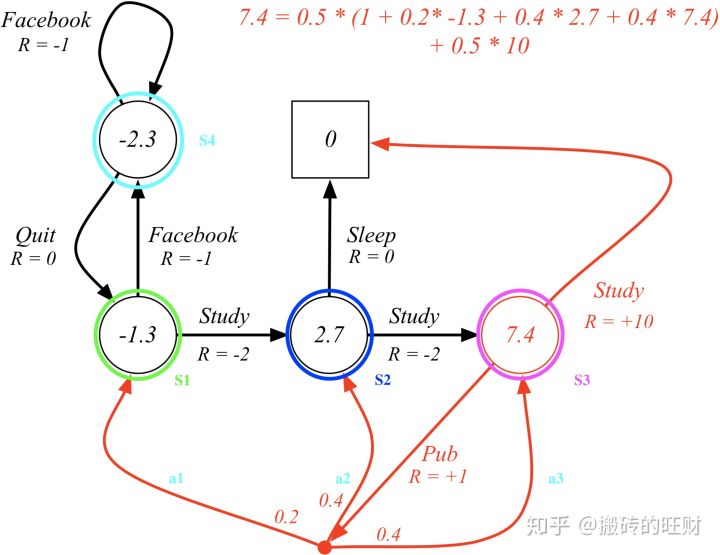 Facebook
R = -1
7.4 = 0.5 * (1 + 0.2* -1.3 + 0.4 * 2.7 + 0.4 * 7.4)
+ 0.5 * 10
-2.3
S4
0
Quit
R = 0
Facebook
R = -1
Sleep
R = 0
Study
R = +10
-1.3
Study
R = -2
2.7
Study
R = -2
7.4
S1
S2
S3
Pub
R = +1
a1
a2
a3
0.2
0.4
0.4
知乎 @搬砖的旺财